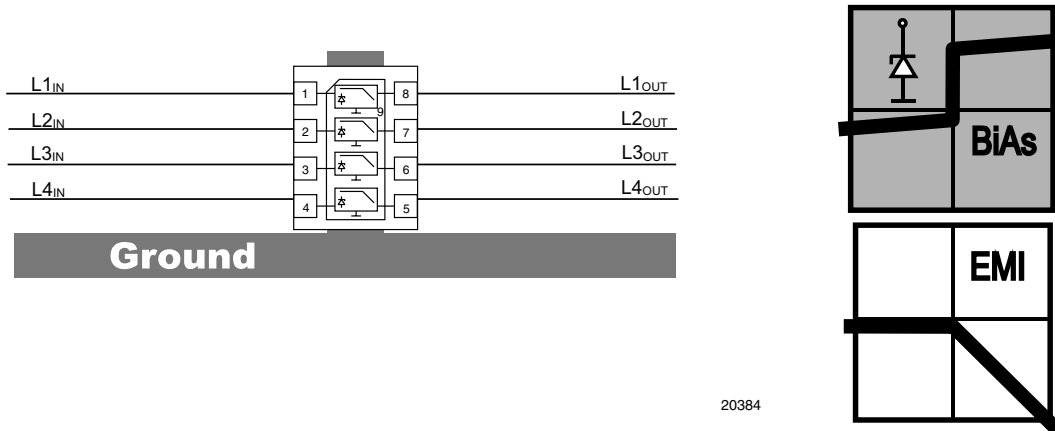 L1IN
L1OUT
L2IN
L2OUT
L3IN
L3OUT
L4IN
L4OUT
1
8
9
2
7
3
6
4
5
Ground
BiAs
EMI
20384